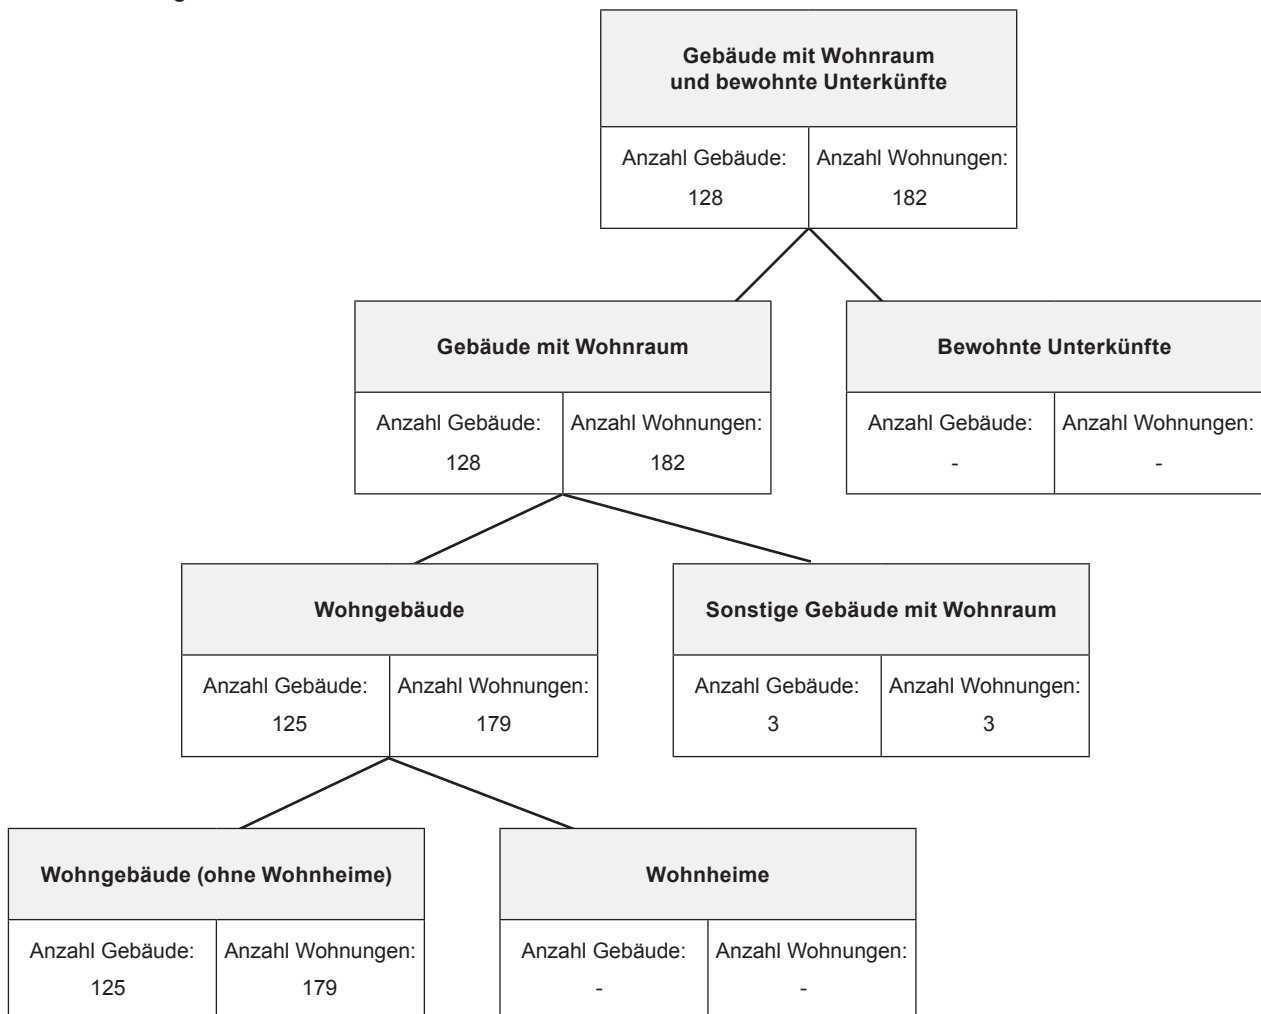 Gebäude mit Wohnraum
und bewohnte Unterkünfte
Anzahl Gebäude: Anzahl Wohnungen:
128 182
Gebäude mit Wohnraum Bewohnte Unterkünfte
Anzahl Gebäude: Anzahl Wohnungen: Anzahl Gebäude: Anzahl Wohnungen:
128 182 - -
Wohngebäude Sonstige Gebäude mit Wohnraum
Anzahl Gebäude: Anzahl Wohnungen: Anzahl Gebäude: Anzahl Wohnungen:
125 179 3 3
Wohngebäude (ohne Wohnheime) Wohnheime
Anzahl Gebäude: Anzahl Wohnungen: Anzahl Gebäude: Anzahl Wohnungen:
125 179 - -